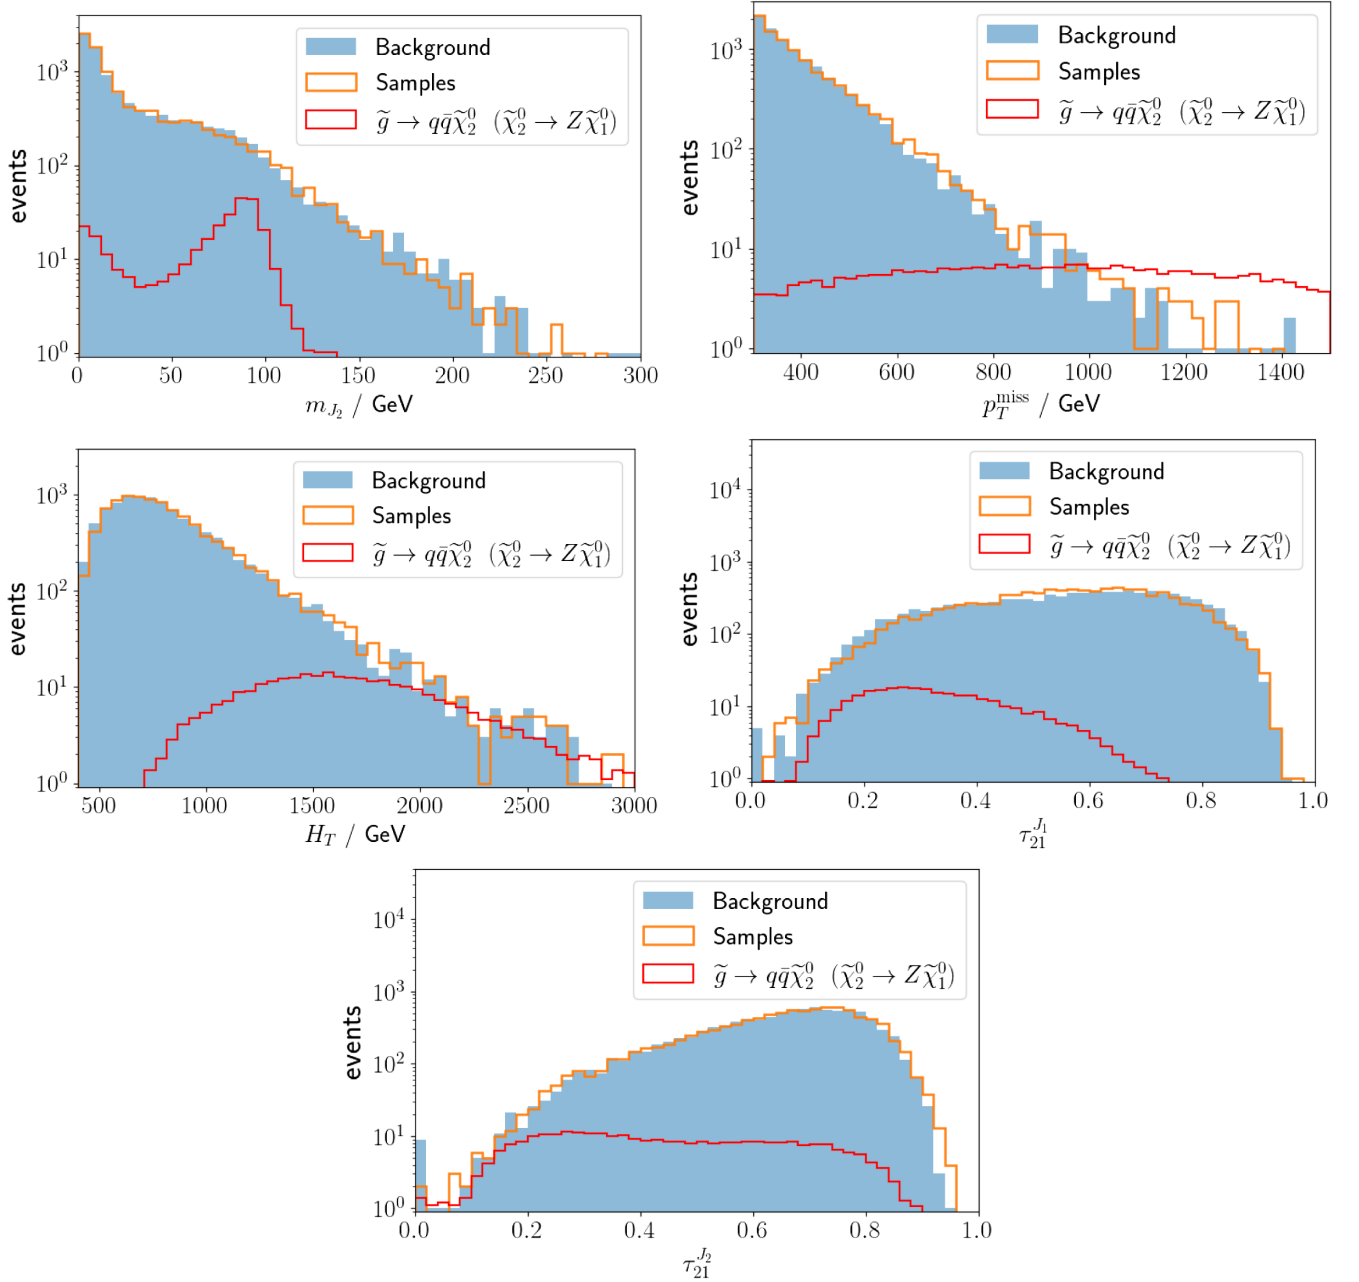 events
10³
10²
10¹
10⁰
Background
Samples
g̃ → qq̄χ̃⁰₂ (χ̃⁰₂ → Zχ̃⁰₁)
0 50 100 150 200 250 300
m_{J₂} / GeV
events
10³
10²
10¹
10⁰
Background
Samples
g̃ → qq̄χ̃⁰₂ (χ̃⁰₂ → Zχ̃⁰₁)
400 600 800 1000 1200 1400
p_T^{miss} / GeV
events
10³
10²
10¹
10⁰
Background
Samples
g̃ → qq̄χ̃⁰₂ (χ̃⁰₂ → Zχ̃⁰₁)
500 1000 1500 2000 2500 3000
H_T / GeV
events
10⁴
10³
10²
10¹
10⁰
Background
Samples
g̃ → qq̄χ̃⁰₂ (χ̃⁰₂ → Zχ̃⁰₁)
0.0 0.2 0.4 0.6 0.8 1.0
τ_{21}^{J₁}
events
10⁴
10³
10²
10¹
10⁰
Background
Samples
g̃ → qq̄χ̃⁰₂ (χ̃⁰₂ → Zχ̃⁰₁)
0.0 0.2 0.4 0.6 0.8 1.0
τ_{21}^{J₂}